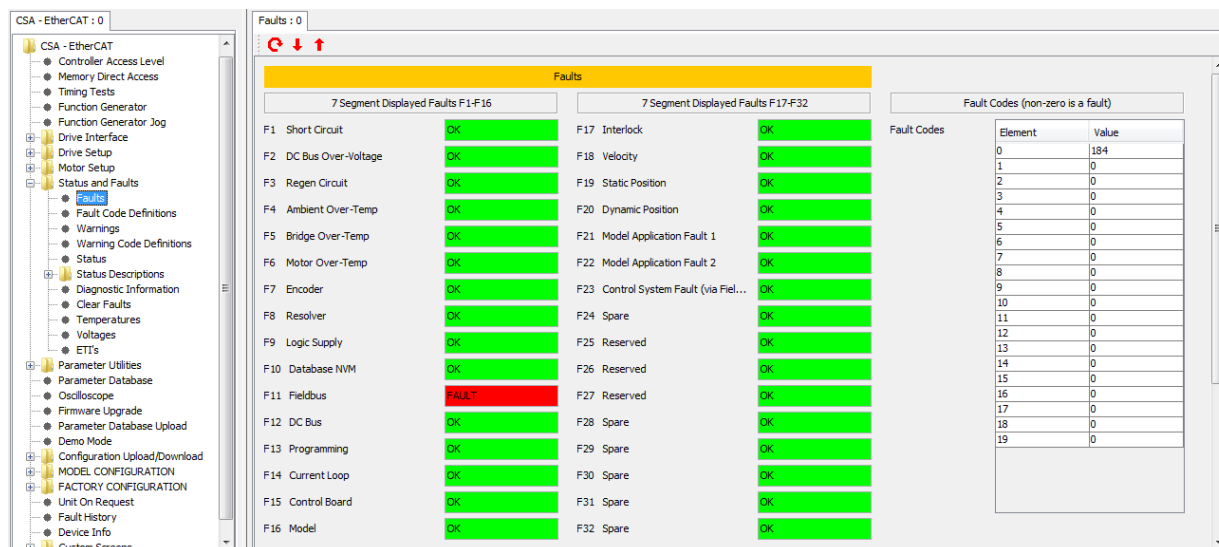 CSA - EtherCAT : 0
CSA - EtherCAT
Controller Access Level
Memory Direct Access
Timing Tests
Function Generator
Function Generator Jog
Drive Interface
Drive Setup
Motor Setup
Status and Faults
Faults
Fault Code Definitions
Warnings
Warning Code Definitions
Status
Status Descriptions
Diagnostic Information
Clear Faults
Temperatures
Voltages
ETI's
Parameter Utilities
Parameter Database
Oscilloscope
Firmware Upgrade
Parameter Database Upload
Demo Mode
Configuration Upload/Download
MODEL CONFIGURATION
FACTORY CONFIGURATION
Unit On Request
Fault History
Device Info
Custom Screens
Faults : 0
Faults
7 Segment Displayed Faults F1-F16
F1 Short Circuit OK
F2 DC Bus Over-Voltage OK
F3 Regen Circuit OK
F4 Ambient Over-Temp OK
F5 Bridge Over-Temp OK
F6 Motor Over-Temp OK
F7 Encoder OK
F8 Resolver OK
F9 Logic Supply OK
F10 Database NVM OK
F11 Fieldbus FAULT
F12 DC Bus OK
F13 Programming OK
F14 Current Loop OK
F15 Control Board OK
F16 Model OK
7 Segment Displayed Faults F17-F32
F17 Interlock OK
F18 Velocity OK
F19 Static Position OK
F20 Dynamic Position OK
F21 Model Application Fault 1 OK
F22 Model Application Fault 2 OK
F23 Control System Fault (via Fiel... OK
F24 Spare OK
F25 Reserved OK
F26 Reserved OK
F27 Reserved OK
F28 Spare OK
F29 Spare OK
F30 Spare OK
F31 Spare OK
F32 Spare OK
Fault Codes (non-zero is a fault)
Fault Codes
Element Value
0 184
1 0
2 0
3 0
4 0
5 0
6 0
7 0
8 0
9 0
10 0
11 0
12 0
13 0
14 0
15 0
16 0
17 0
18 0
19 0